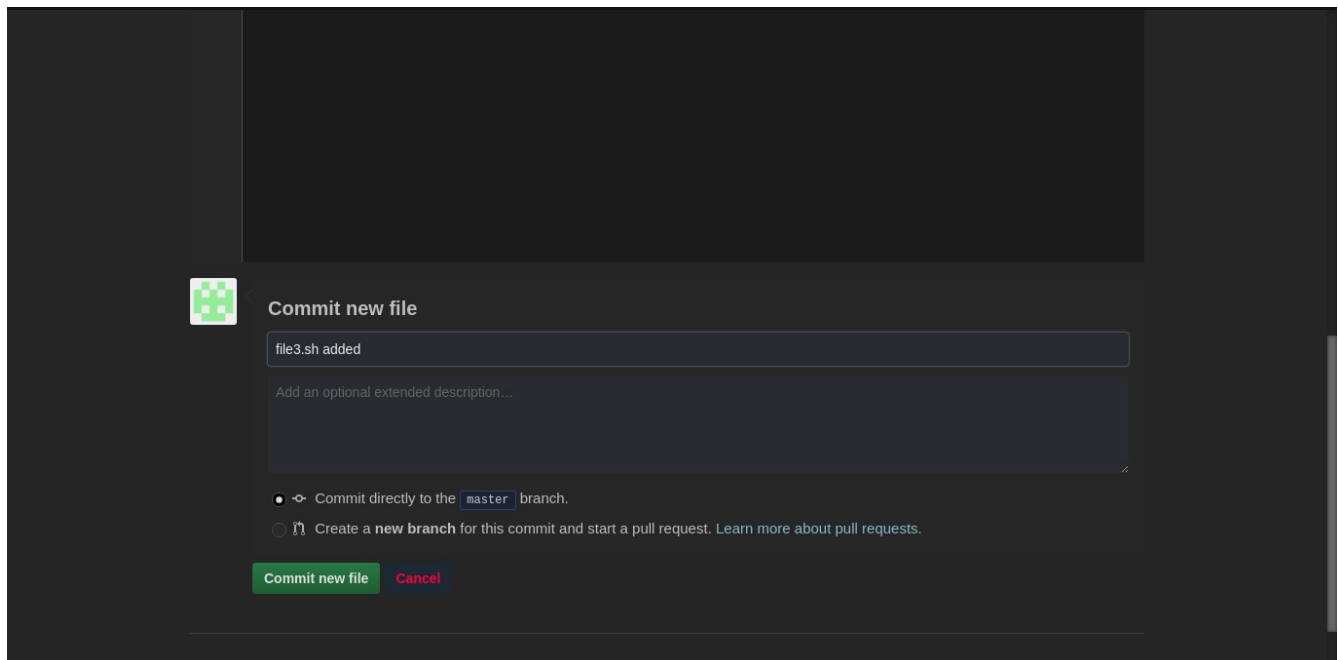 Commit new file
file3.sh added
Add an optional extended description…
Commit directly to the master branch.
Create a new branch for this commit and start a pull request. Learn more about pull requests.
Commit new file Cancel